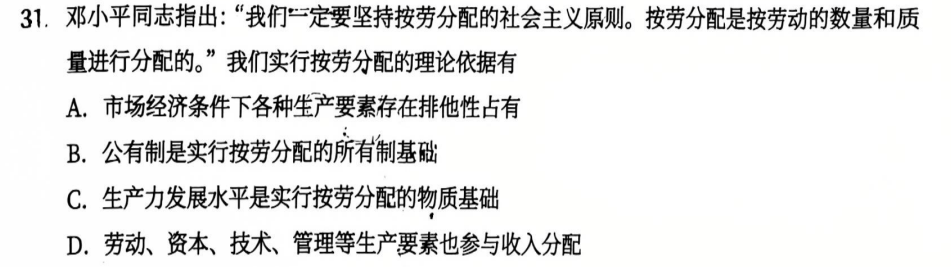 31. 邓小平同志指出：“我们一定要坚持按劳分配的社会主义原则。按劳分配是按劳动的数量和质
量进行分配的。”我们实行按劳分配的理论依据有
A. 市场经济条件下各种生产要素存在排他性占有
B. 公有制是实行按劳分配的所有制基础
C. 生产力发展水平是实行按劳分配的物质基础
D. 劳动、资本、技术、管理等生产要素也参与收入分配